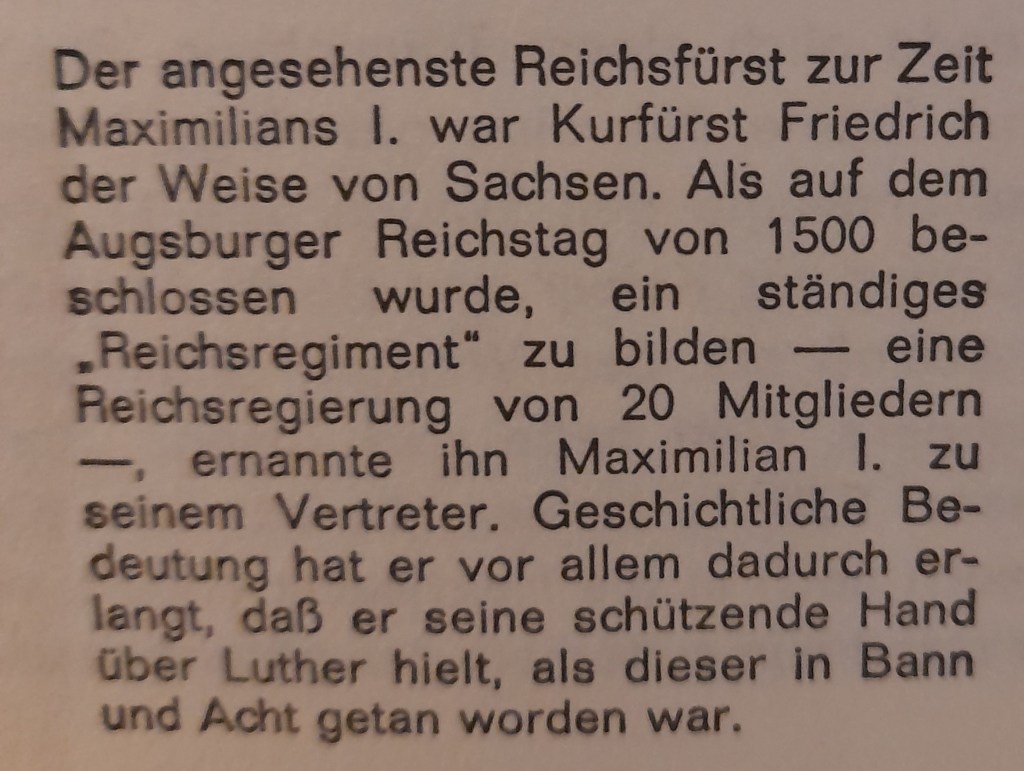 Der angesehenste Reichsfürst zur Zeit
Maximilians I. war Kurfürst Friedrich
der Weise von Sachsen. Als auf dem
Augsburger Reichstag von 1500 be-
schlossen wurde, ein ständiges
„Reichsregiment“ zu bilden — eine
Reichsregierung von 20 Mitgliedern
—, ernannte ihn Maximilian I. zu
seinem Vertreter. Geschichtliche Be-
deutung hat er vor allem dadurch er-
langt, daß er seine schützende Hand
über Luther hielt, als dieser in Bann
und Acht getan worden war.